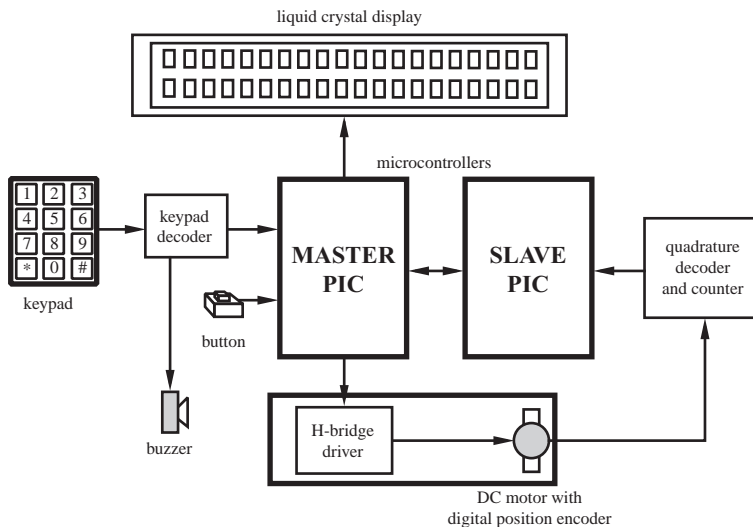 liquid crystal display
microcontrollers
1 2 3
4 5 6
7 8 9
* 0 #
keypad
keypad
decoder
MASTER
PIC
SLAVE
PIC
quadrature
decoder
and counter
button
buzzer
H-bridge
driver
DC motor with
digital position encoder